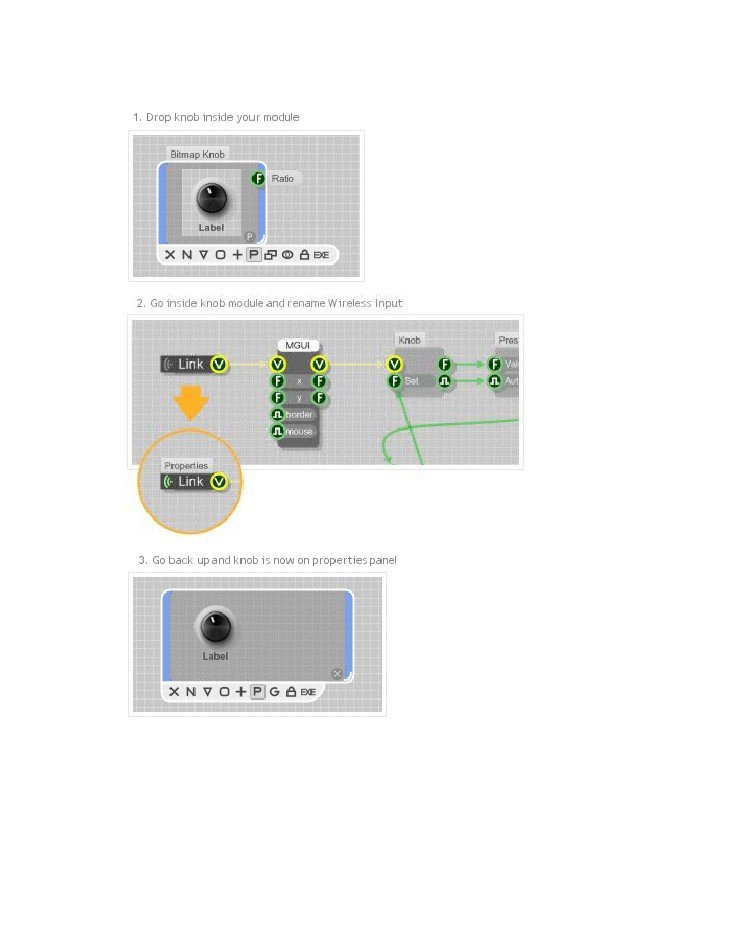 1. Drop knob inside your module
Bitmap Knob
F Ratio
Label
P
X N ▽ O + P EXE
2. Go inside knob module and rename Wireless Input
MGUI
Knob
Link V
V V
V
F x F
F y F
border
mouse
F
Set
F
F
Properties
Link V
3. Go back up and knob is now on properties panel
Label
X N ▽ O + P G EXE